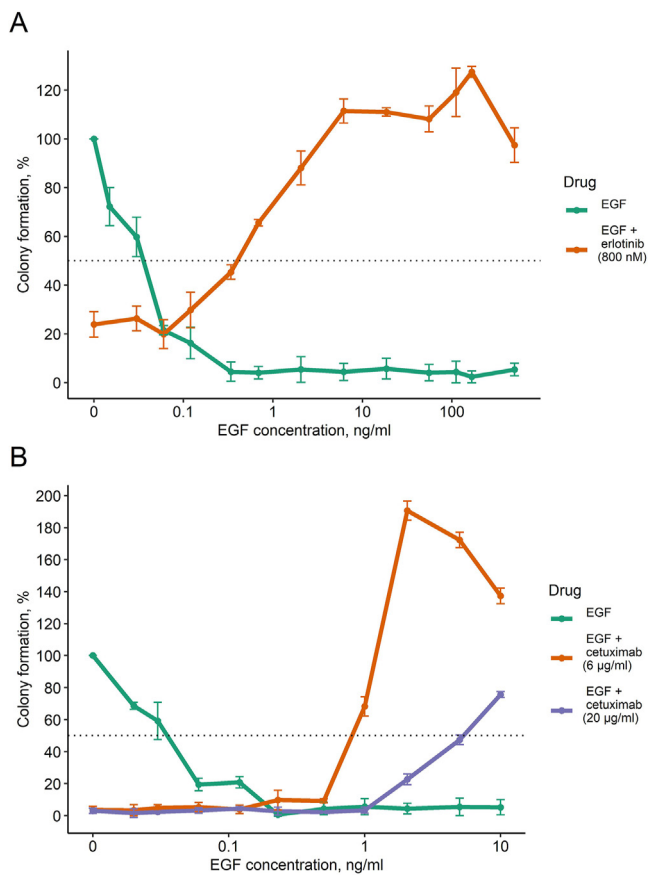 A
Colony formation, %
120
100
80
60
40
20
0
0
0.1
1
10
100
EGF concentration, ng/ml
Drug
EGF
EGF +
erlotinib
(800 nM)
B
Colony formation, %
200
180
160
140
120
100
80
60
40
20
0
0
0.1
1
10
EGF concentration, ng/ml
Drug
EGF
EGF +
cetuximab
(6 µg/ml)
EGF +
cetuximab
(20 µg/ml)